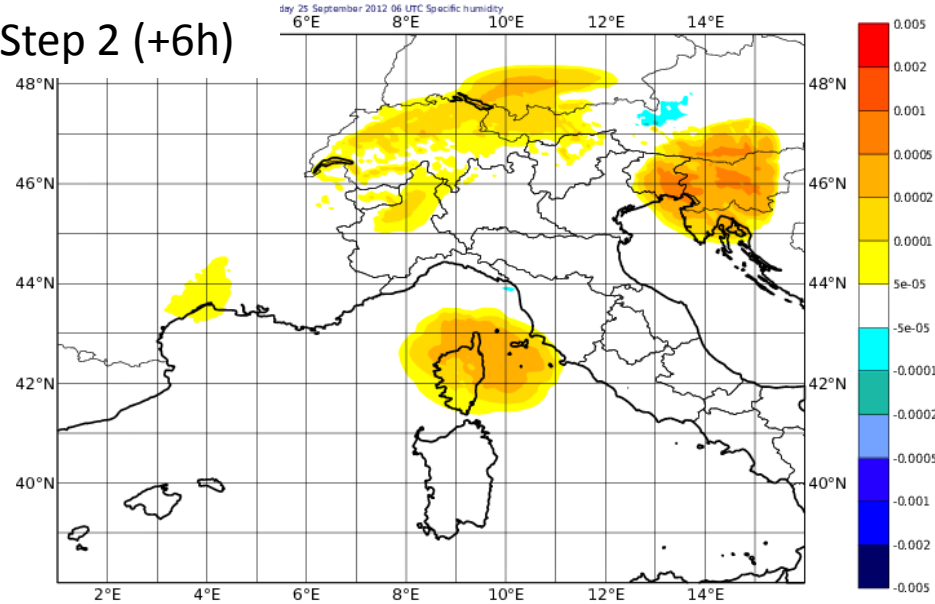 day 25 September 2012 06 UTC Specific humidity
Step 2 (+6h)
6°E 8°E 10°E 12°E 14°E
48°N 48°N
46°N 46°N
44°N 44°N
42°N 42°N
40°N 40°N
2°E 4°E 6°E 8°E 10°E 12°E 14°E
0.005
0.002
0.001
0.0005
0.0002
0.0001
5e-05
-5e-05
-0.0001
-0.0002
-0.0005
-0.001
-0.002
-0.005